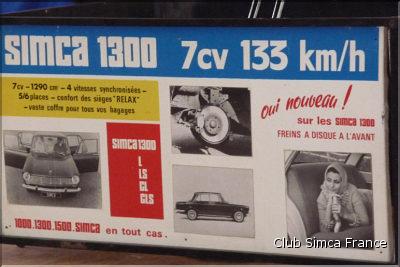 SIMCA 1300 7cv 133 km/h
7cv - 1290 cm³ - 4 vitesses synchronisées -
5/6 places - confort des sièges "RELAX" -
- vaste coffre pour tous vos bagages
oui nouveau !
sur les SIMCA 1300
FREINS A DISQUE A L'AVANT
SIMCA 1300
L
LS
GL
GLS
1000.1300.1500.SIMCA en tout cas.
Club Simca France